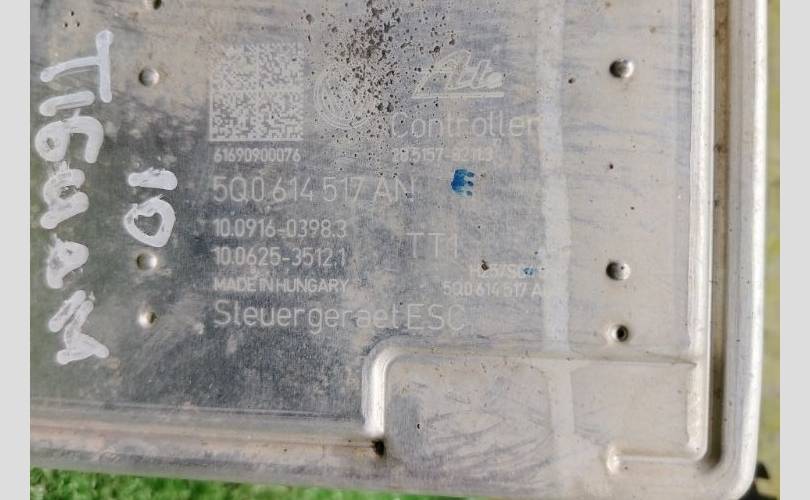 Ate
Controller
61690900076
5Q0 614 517 AN
10.0916-0398.3
TT1
10.0625-3512.1
MADE IN HUNGARY
5Q0 614 517 A
Steuergeraet ESC
10